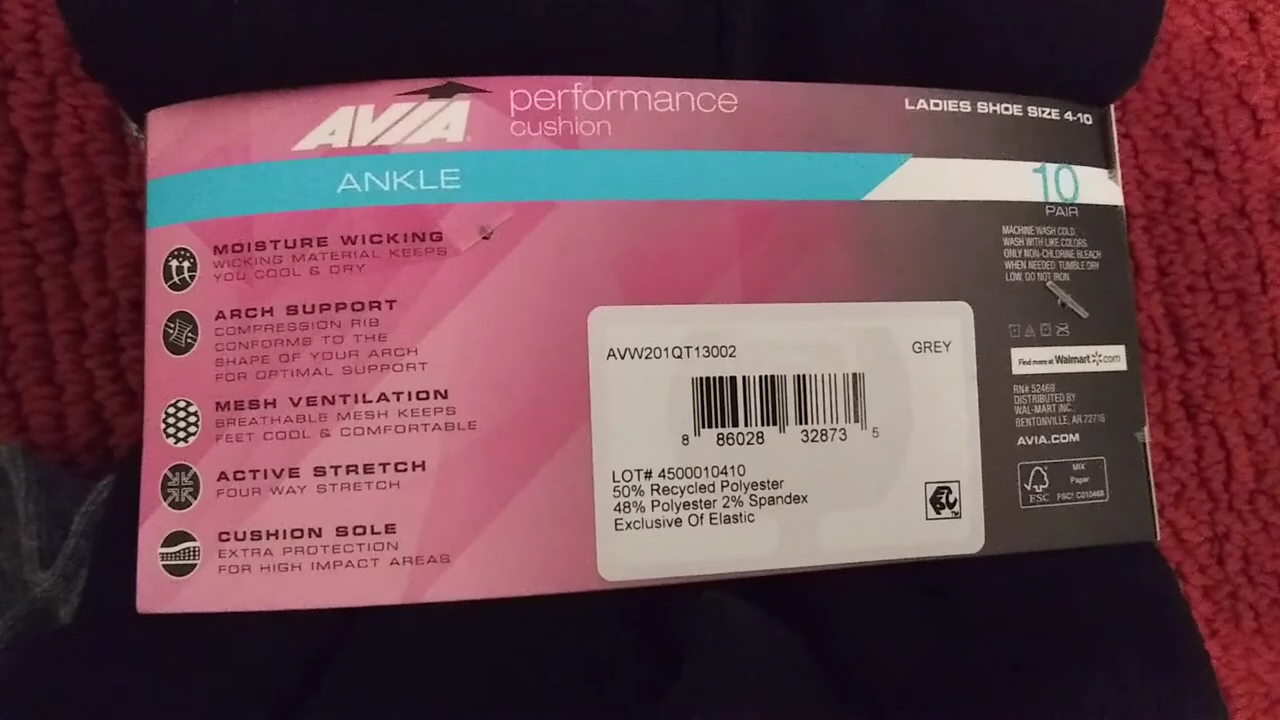 AVIA
performance
cushion
LADIES SHOE SIZE 4-10
ANKLE
10
PAIR
MOISTURE WICKING
WICKING MATERIAL KEEPS
YOU COOL & DRY
ARCH SUPPORT
COMPRESSION RIB
CONFORMS TO THE
SHAPE OF YOUR ARCH
FOR OPTIMAL SUPPORT
MESH VENTILATION
BREATHABLE MESH KEEPS
FEET COOL & COMFORTABLE
ACTIVE STRETCH
FOUR WAY STRETCH
CUSHION SOLE
EXTRA PROTECTION
FOR HIGH IMPACT AREAS
AVW201QT13002
GREY
8 86028 32873 5
LOT# 4500010410
50% Recycled Polyester
48% Polyester 2% Spandex
Exclusive Of Elastic
MACHINE WASH COLD,
WASH WITH LIKE COLORS
ONLY NON-CHLORINE BLEACH
WHEN NEEDED. TUMBLE DRY
LOW. DO NOT IRON.
Find more at Walmart.com
RN# 52469
DISTRIBUTED BY
WAL-MART INC.,
BENTONVILLE, AR 72716
AVIA.COM
FSC
MIX
Paper
FSC® C010468